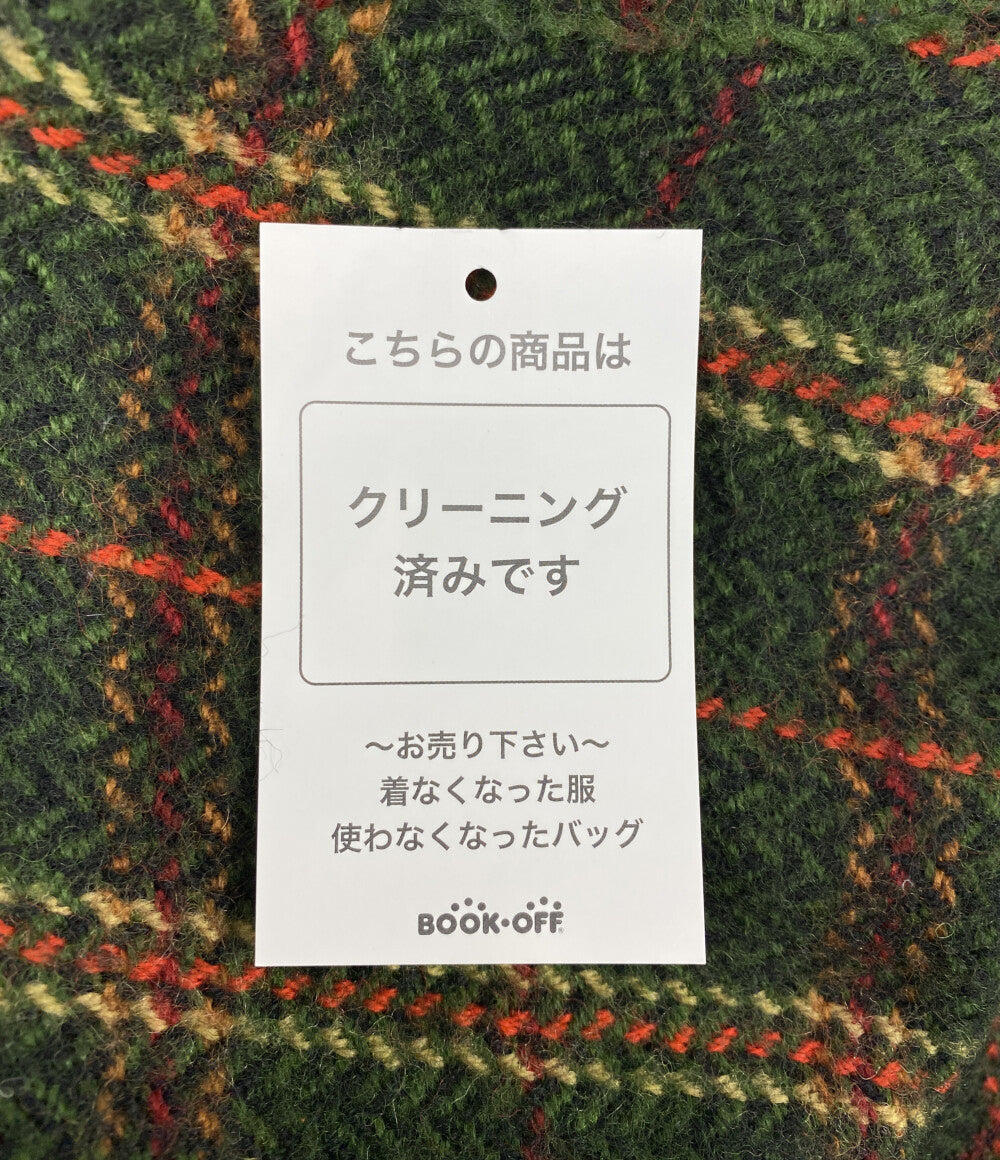 こちらの商品は
クリーニング
済みです
～お売り下さい～
着なくなった服
使わなくなったバッグ
BOOK・OFF®